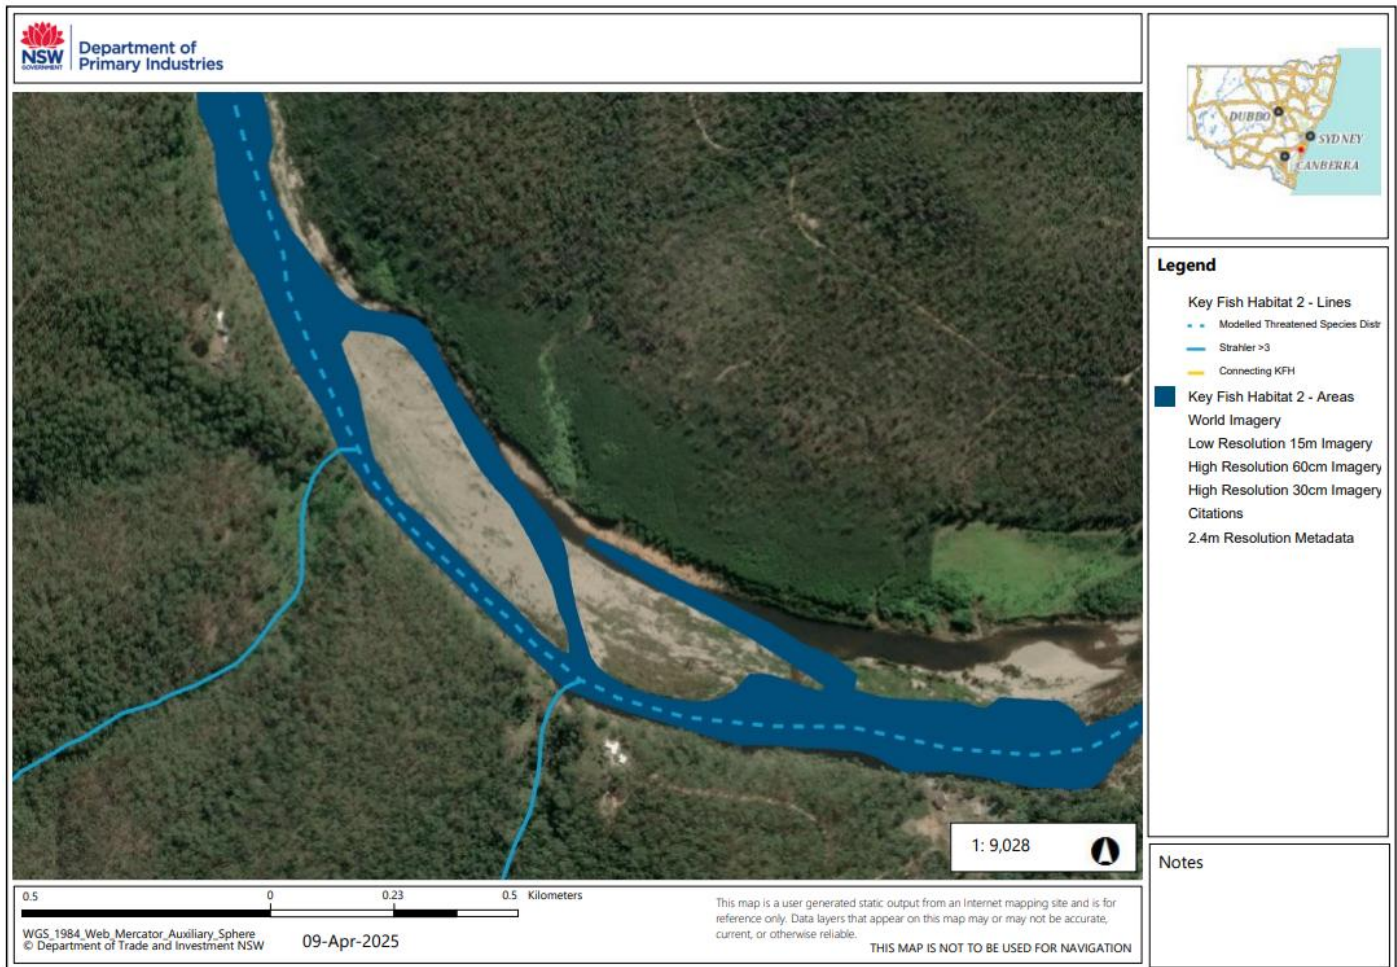 NSW
GOVERNMENT
Department of
Primary Industries
DUBBO
SYDNEY
CANBERRA
Legend
Key Fish Habitat 2 - Lines
Modelled Threatened Species Distr
Strahler >3
Connecting KFH
Key Fish Habitat 2 - Areas
World Imagery
Low Resolution 15m Imagery
High Resolution 60cm Imagery
High Resolution 30cm Imagery
Citations
2.4m Resolution Metadata
1: 9,028
Notes
0.5 0 0.23 0.5 Kilometers
WGS_1984_Web_Mercator_Auxiliary_Sphere
© Department of Trade and Investment NSW
09-Apr-2025
This map is a user generated static output from an Internet mapping site and is for
reference only. Data layers that appear on this map may or may not be accurate,
current, or otherwise reliable.
THIS MAP IS NOT TO BE USED FOR NAVIGATION